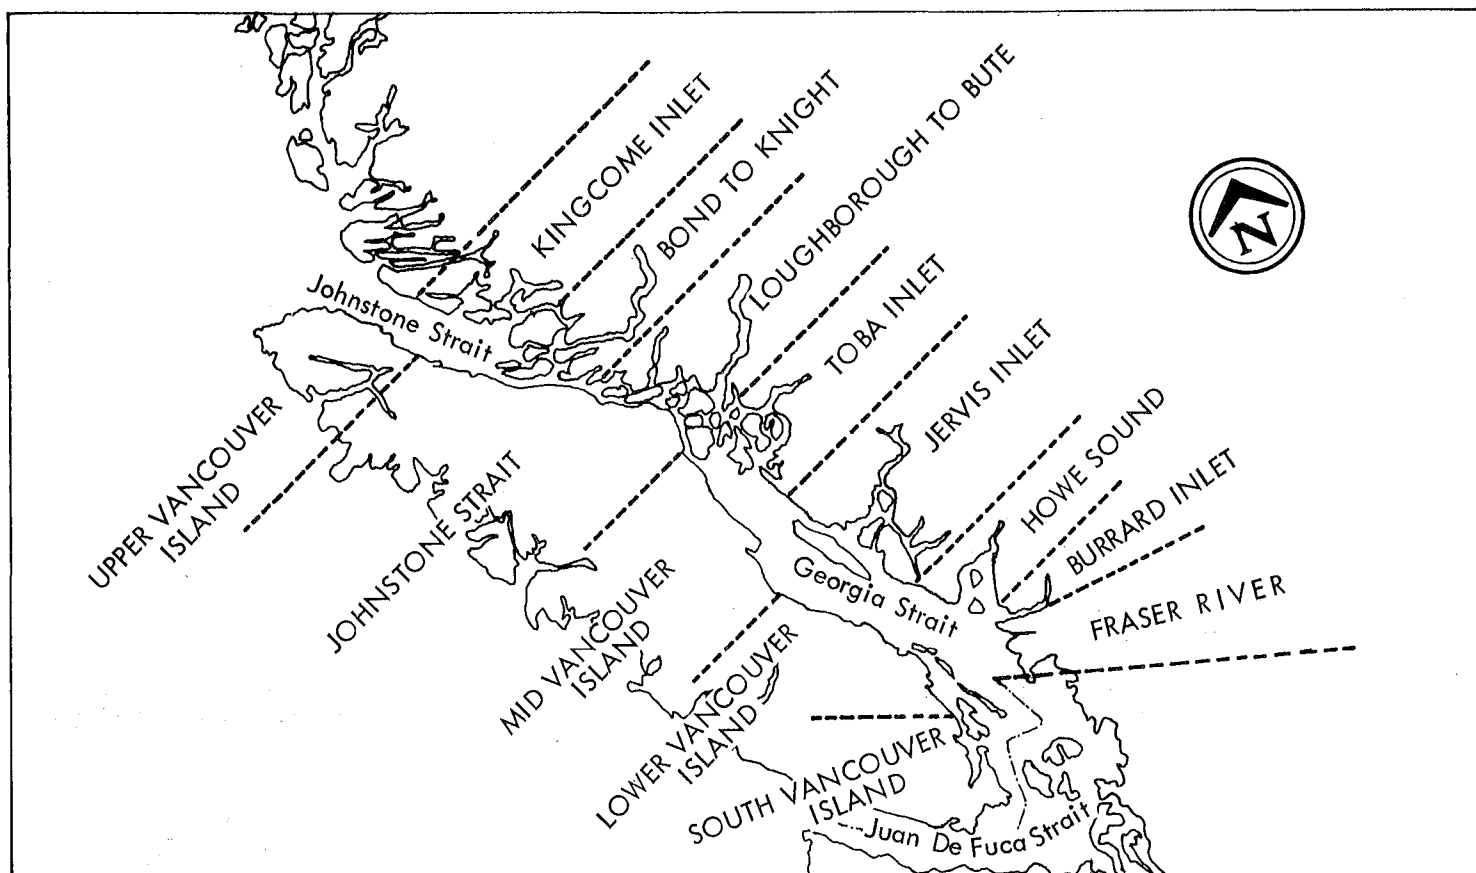 KINGCOME INLET
BOND TO KNIGHT
LOUGHBOROUGH TO BUTE
TOBA INLET
JERVIS INLET
HOWE SOUND
BURRARD INLET
FRASER RIVER
N
Johnstone Strait
Georgia Strait
Juan De Fuca Strait
UPPER VANCOUVER
ISLAND
JOHNSTONE STRAIT
MID VANCOUVER
ISLAND
LOWER VANCOUVER
ISLAND
SOUTH VANCOUVER
ISLAND